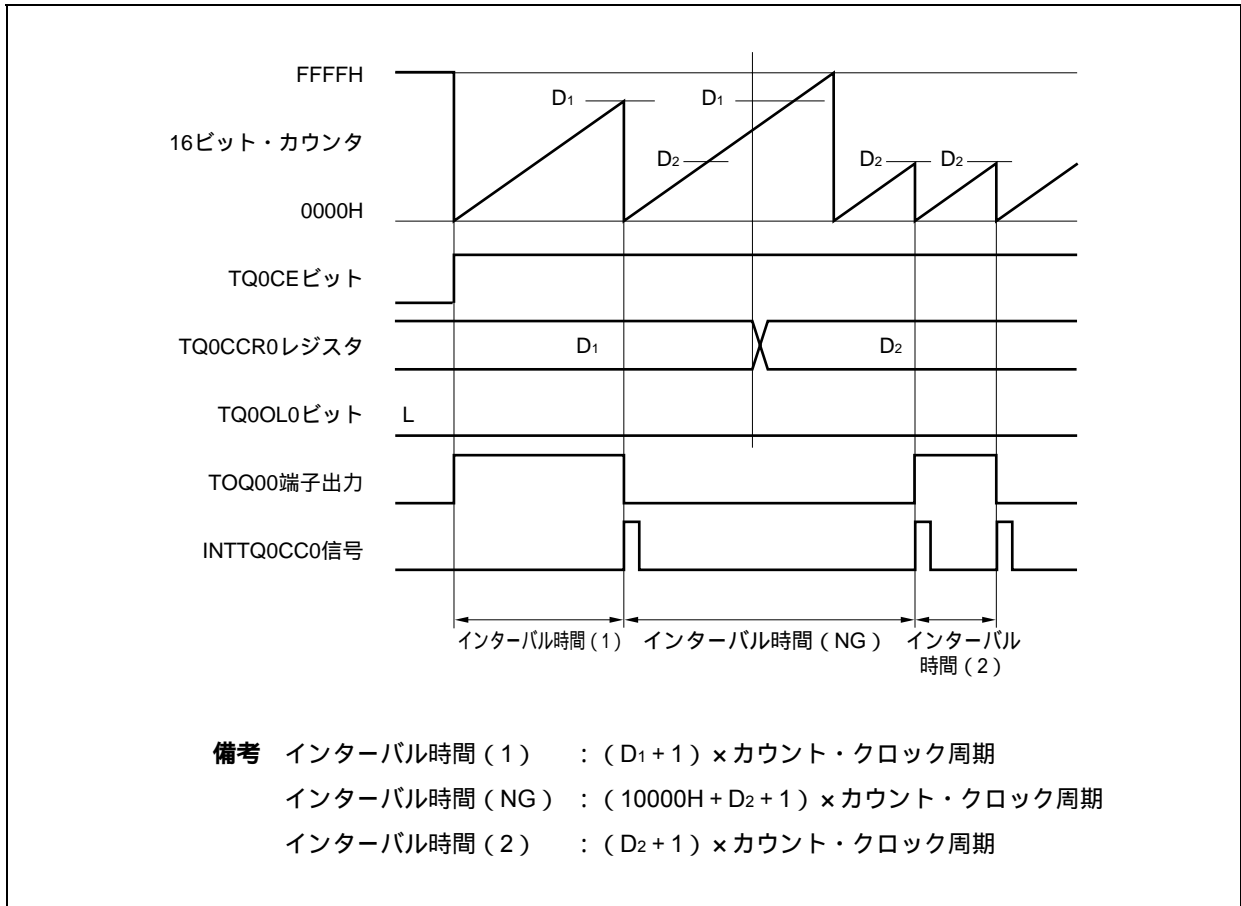 FFFFH
D1
D1
16ビット・カウンタ
D2
D2
D2
0000H
TQ0CEビット
TQ0CCR0レジスタ
D1
D2
TQ0OL0ビット
L
TOQ00端子出力
INTTQ0CC0信号
インターバル時間(1)
インターバル時間(NG)
インターバル
時間(2)
備考 インターバル時間(1) :(D1+1)×カウント・クロック周期
インターバル時間(NG) :(10000H+D2+1)×カウント・クロック周期
インターバル時間(2) :(D2+1)×カウント・クロック周期